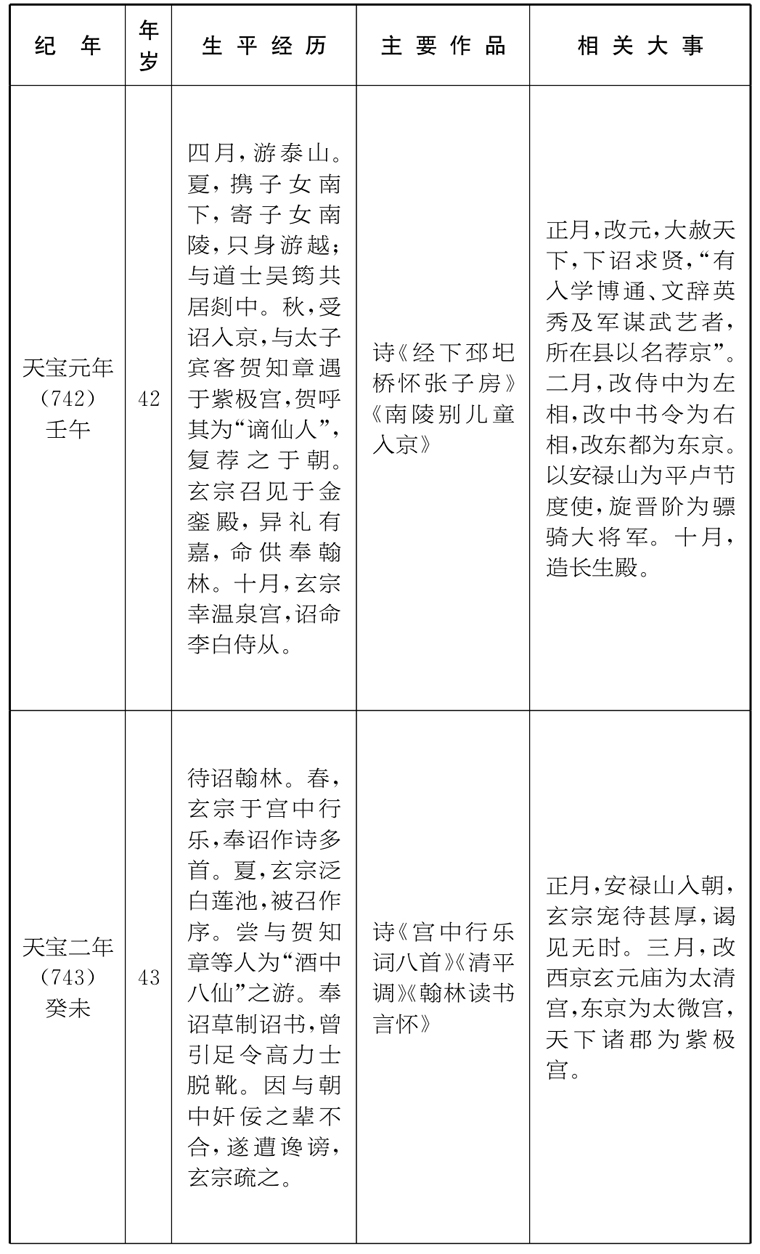 纪 年
年岁
生平经历
主要作品
相关大事
天宝元年
（742）
壬午
42
四月，游泰山。
夏，携子女南
下，寄子女南
陵，只身游越；
与道士吴筠共
居剡中。秋，受
诏入京，与太子
宾客贺知章遇
于紫极宫，贺呼
其为“谪仙人”，
复荐之于朝。
玄宗召见于金
銮殿，异礼有
嘉，命供奉翰
林。十月，玄宗
幸温泉宫，诏命
李白侍从。
诗《经下邳圯
桥怀张子房》
《南陵别儿童
入京》
正月，改元，大赦天
下，下诏求贤，“有
入学博通、文辞英
秀及军谋武艺者，
所在县以名荐京”。
二月，改侍中为左
相，改中书令为右
相，改东都为东京。
以安禄山为平卢节
度使，旋晋阶为骠
骑大将军。十月，
造长生殿。
天宝二年
（743）
癸未
43
待诏翰林。春，
玄宗于宫中行
乐，奉诏作诗多
首。夏，玄宗泛
白莲池，被召作
序。尝与贺知
章等人为“酒中
八仙”之游。奉
诏草制诏书，曾
引足令高力士
脱靴。因与朝
中奸佞之辈不
合，遂遭谗谤，
玄宗疏之。
诗《宫中行乐
词八首》《清平
调》《翰林读书
言怀》
正月，安禄山入朝，
玄宗宠待甚厚，谒
见无时。三月，改
西京玄元庙为太清
宫，东京为太微宫，
天下诸郡为紫极
宫。